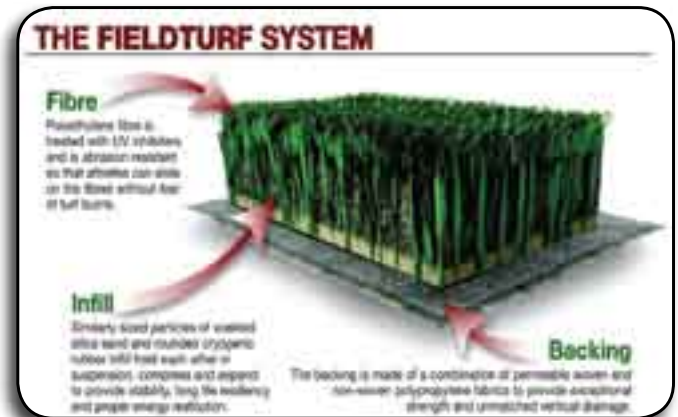 THE FIELDTURF SYSTEM
Fibre
Polyethylene fibre is
treated with UV inhibitors
and is abrasion resistant
so that athletes can slide
on the fibres without fear
of turf burns.
Infill
Similarly sized particles of washed
silica sand and rounded cryogenic
rubber infill hold each other in
suspension, compress and expand
to provide stability, long life resiliency
and proper energy restitution.
Backing
The backing is made of a combination of permeable woven and
non-woven polypropylene fabrics to provide exceptional
strength and unmatched vertical drainage.